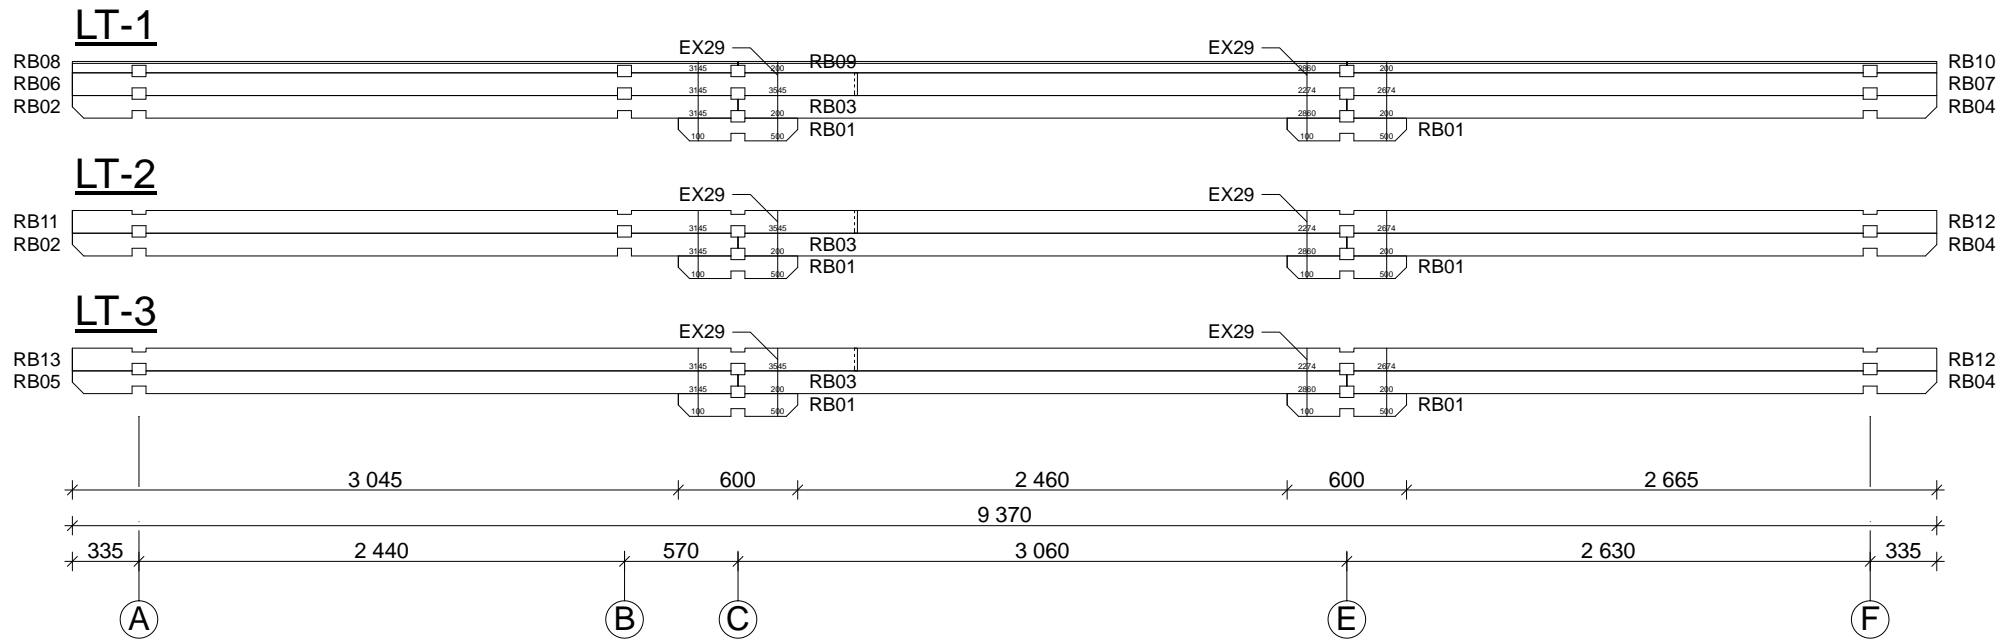 LT-1
EX29 EX29
RB08 3145 200 RB09 2860 200 RB10
RB06 3145 3545 2274 2674 RB07
RB02 3145 200 RB03 2860 200 RB04
100 500 RB01 100 500 RB01
LT-2
EX29 EX29
RB11 3145 3545 2274 2674 RB12
RB02 3145 200 RB03 2860 200 RB04
100 500 RB01 100 500 RB01
LT-3
EX29 EX29
RB13 3145 3545 2274 2674 RB12
RB05 3145 200 RB03 2860 200 RB04
100 500 RB01 100 500 RB01
3 045 600 2 460 600 2 665
9 370
335 2 440 570 3 060 2 630 335
A B C E F